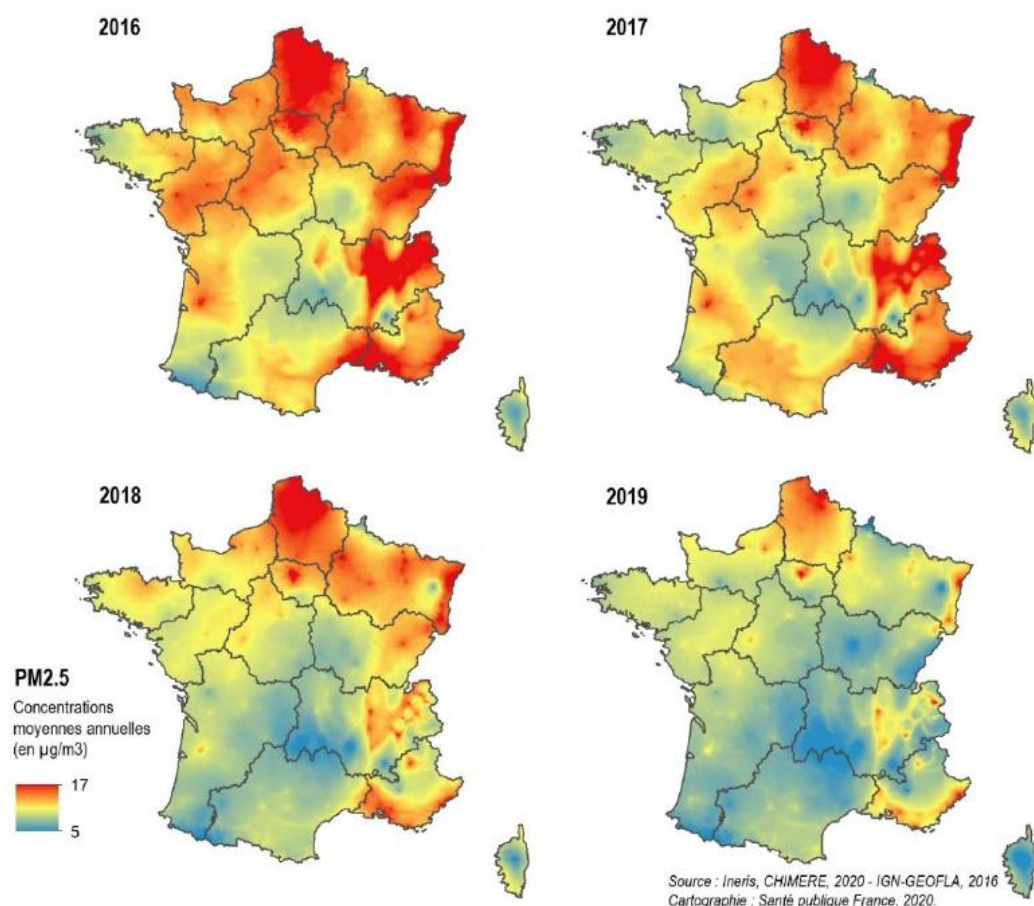 2016
2017
2018
2019
PM2.5
Concentrations
moyennes annuelles
(en µg/m3)
17
5
Source : Ineris, CHIMERE, 2020 - IGN-GEOFLA, 2016
Cartographie : Santé publique France, 2020.